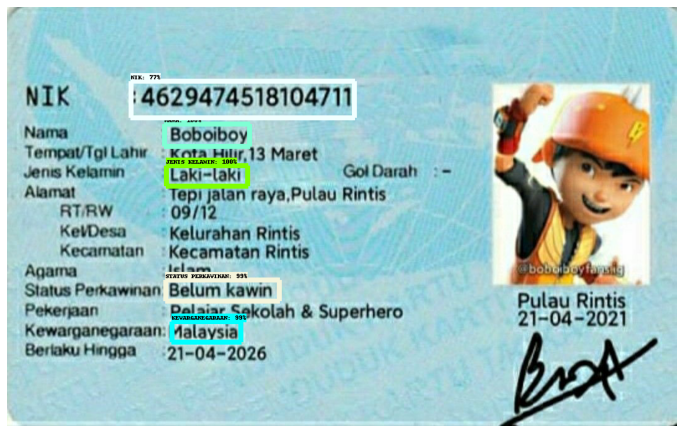 NIK: 77%
NIK :4629474518104711
NAMA: 100%
Nama Boboiboy
Tempat/Tgl Lahir : Kota Hilir,13 Maret
JENIS KELAMIN: 100%
Jenis Kelamin Laki-laki Gol Darah : -
Alamat : Tepi jalan raya,Pulau Rintis
RT/RW : 09/12
Kel/Desa : Kelurahan Rintis
Kecamatan : Kecamatan Rintis
Agama : Islam
STATUS PERKAWINAN: 99%
Status Perkawinan Belum kawin
Pekerjaan : Pelajar Sekolah & Superhero
KEWARGANEGARAAN: 99%
Kewarganegaraan: Malaysia
Berlaku Hingga : 21-04-2026
@boboiboyfans.ig
Pulau Rintis
21-04-2021